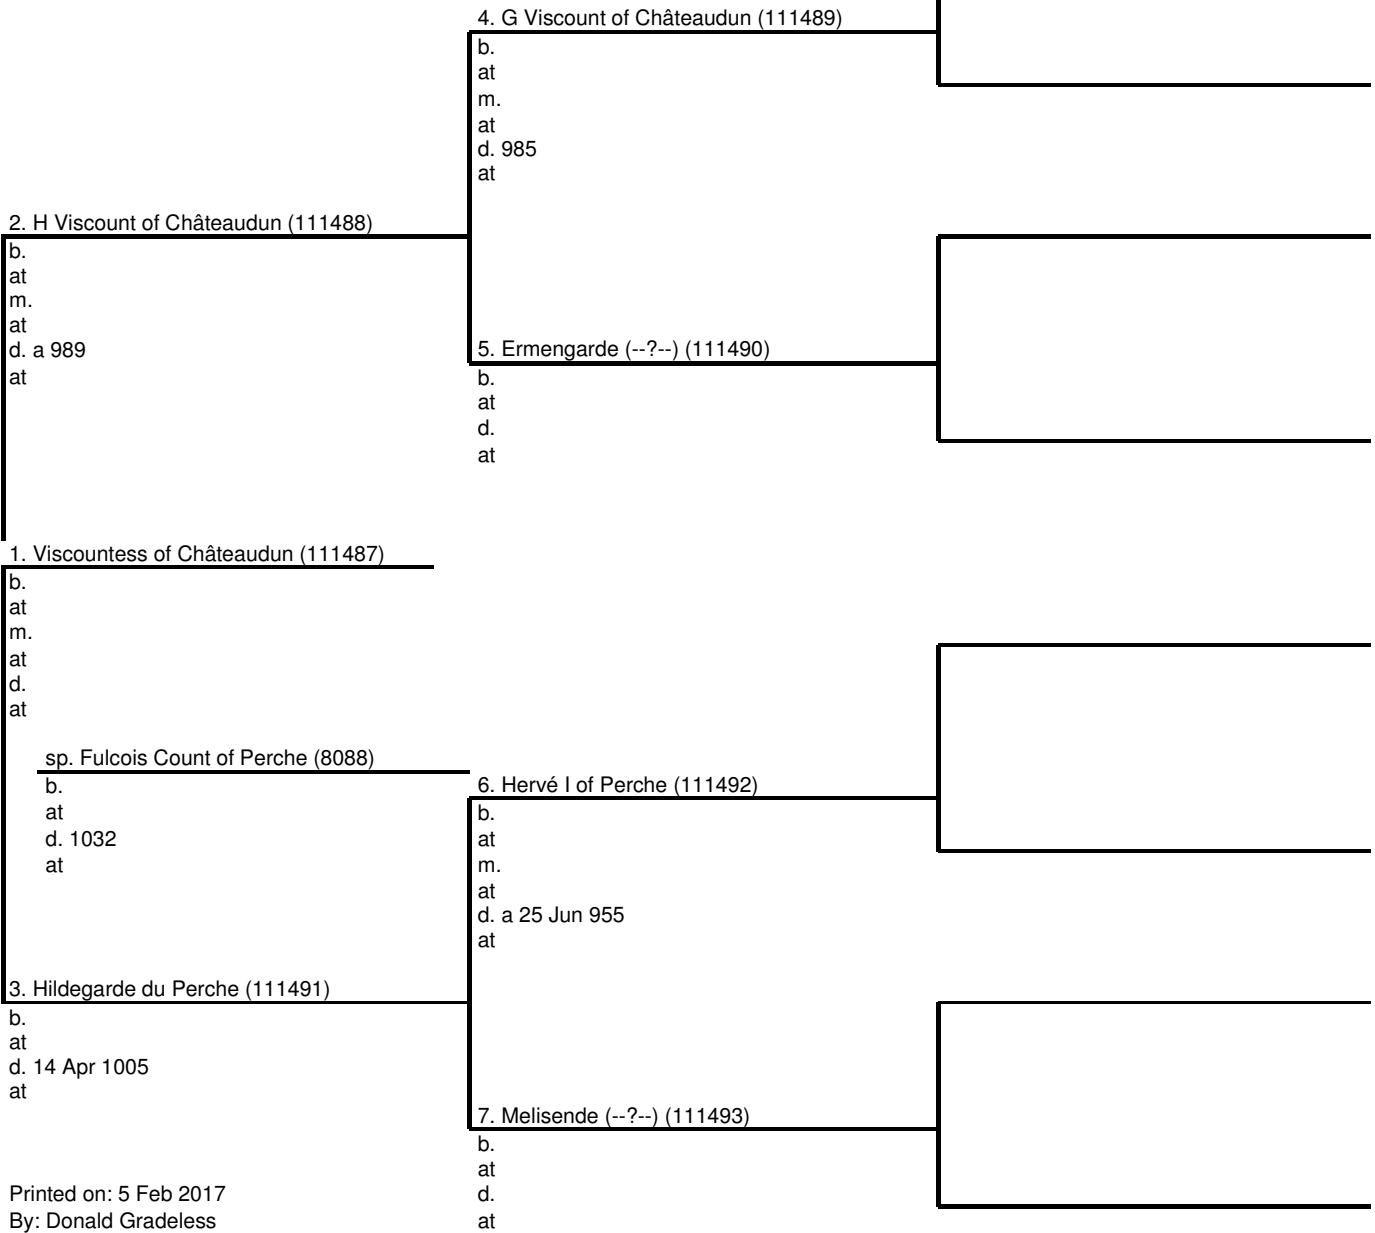 4. G Viscount of Châteaudun (111489)
b.
at
m.
at
d. 985
at
2. H Viscount of Châteaudun (111488)
b.
at
m.
at
d. a 989
at
5. Ermengarde (--?--) (111490)
b.
at
d.
at
1. Viscountess of Châteaudun (111487)
b.
at
m.
at
d.
at
sp. Fulcois Count of Perche (8088)
b.
at
d. 1032
at
6. Hervé I of Perche (111492)
b.
at
m.
at
d. a 25 Jun 955
at
3. Hildegarde du Perche (111491)
b.
at
d. 14 Apr 1005
at
7. Melisende (--?--) (111493)
b.
at
d.
at
Printed on: 5 Feb 2017
By: Donald Gradeless